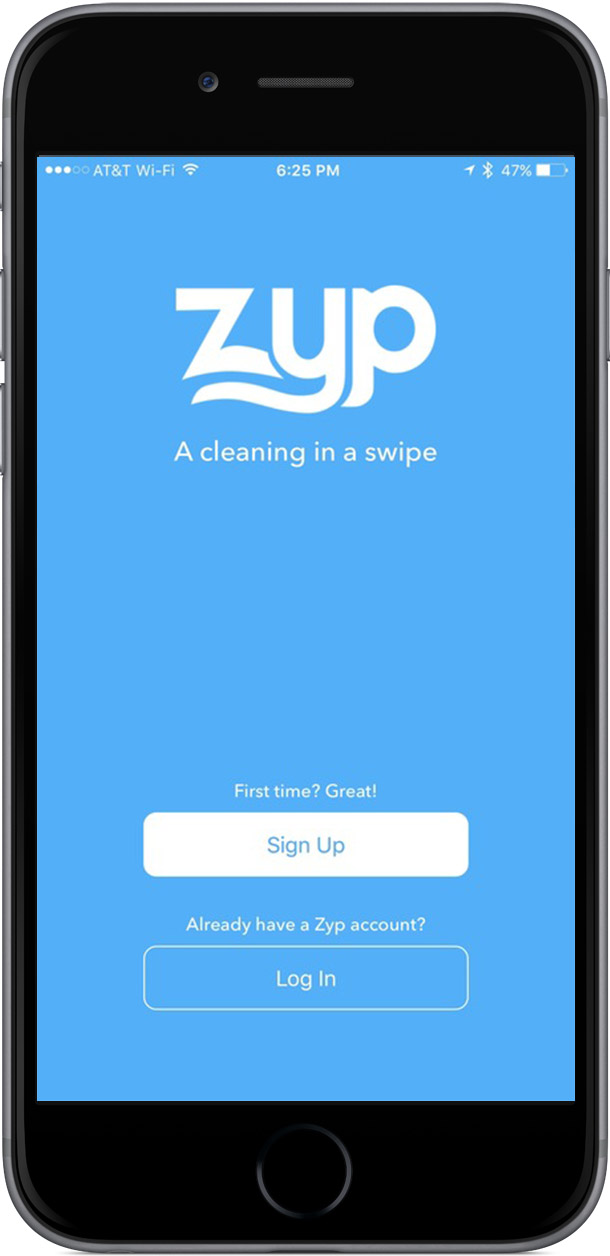 AT&T Wi-Fi 6:25 PM 47%
zyp
A cleaning in a swipe
First time? Great!
Sign Up
Already have a Zyp account?
Log In